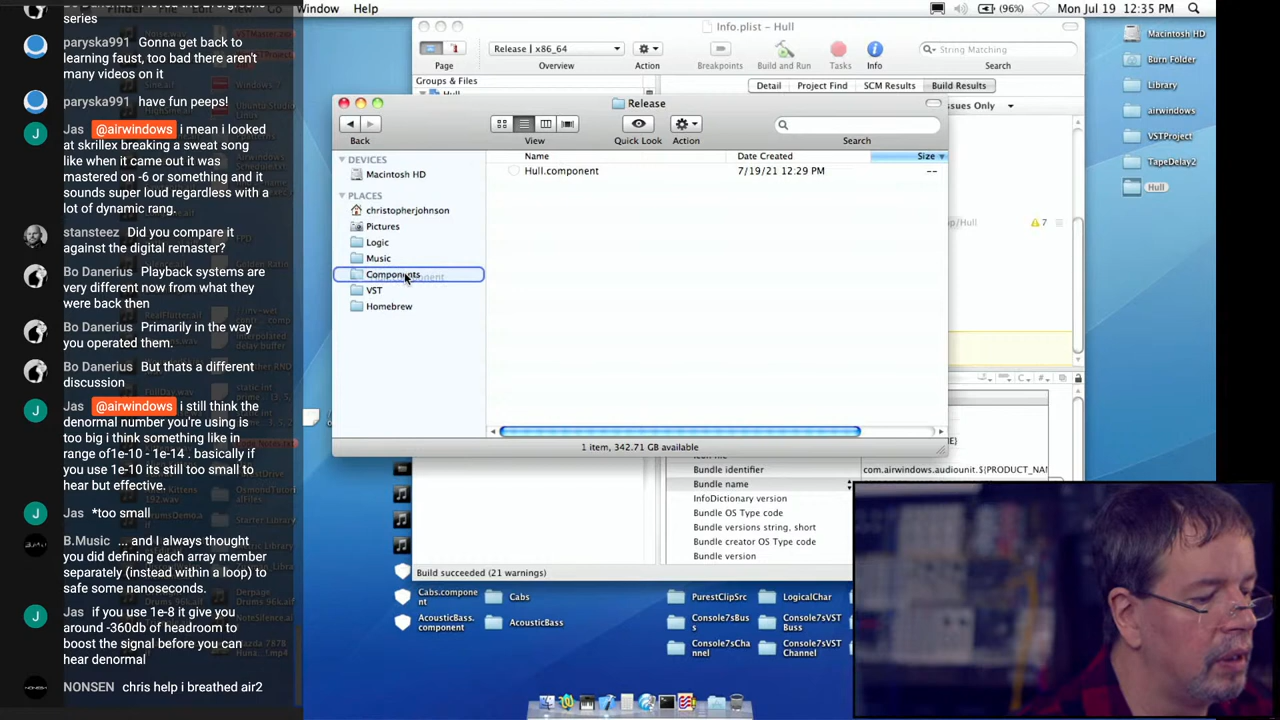 series
paryska991 Gonna get back to
learning faust, too bad there aren't
many videos on it
paryska991 have fun peeps!
Jas @airwindows i mean i looked
at skrillex breaking a sweat song
like when it came out it was
mastered on -6 or something and it
sounds super loud regardless with a
lot of dynamic rang.
stansteez Did you compare it
against the digital remaster?
Bo Danerius Playback systems are
very different now from what they
were back then
Bo Danerius Primarily in the way
you operated them.
Bo Danerius But thats a different
discussion
Jas @airwindows i still think the
denormal number you're using is
too big i think something like in
range of1e-10 - 1e-14 . basically if
you use 1e-10 its still too small to
hear but effective.
Jas *too small
B.Music ... and I always thought
you did defining each array member
separately (instead within a loop) to
safe some nanoseconds.
Jas if you use 1e-8 it give you
around -360db of headroom to
boost the signal before you can
hear denormal
NONSEN chris help i breathed air2
Window Help
(96%) Mon Jul 19 12:35 PM
Info.plist – Hull
Release | x86_64
String Matching
Page Overview Action Breakpoints Build and Run Tasks Info Search
Groups & Files
Detail Project Find SCM Results Build Results
Hull
sues Only
Release
Back View Quick Look Action Search
DEVICES
Macintosh HD
PLACES
christopherjohnson
Pictures
Logic
Music
Components
VST
Homebrew
Name Date Created Size
Hull.component 7/19/21 12:29 PM --
1 item, 342.71 GB available
p/Hull
7
Bundle identifier com.airwindows.audiounit.${PRODUCT_NAM
Bundle name
InfoDictionary version
Bundle OS Type code
Bundle versions string, short
Bundle creator OS Type code
Bundle version
Build succeeded (21 warnings)
Macintosh HD
Burn Folder
Library
airwindows
VSTProject
TapeDelay2
Hull
Cabs.compone
nt
Cabs
AcousticBass.
component
AcousticBass
PurestClipSrc
LogicalChar
Console7sBus
s
Console7sVST
Buss
Console7sCha
nnel
Console7sVST
Channel